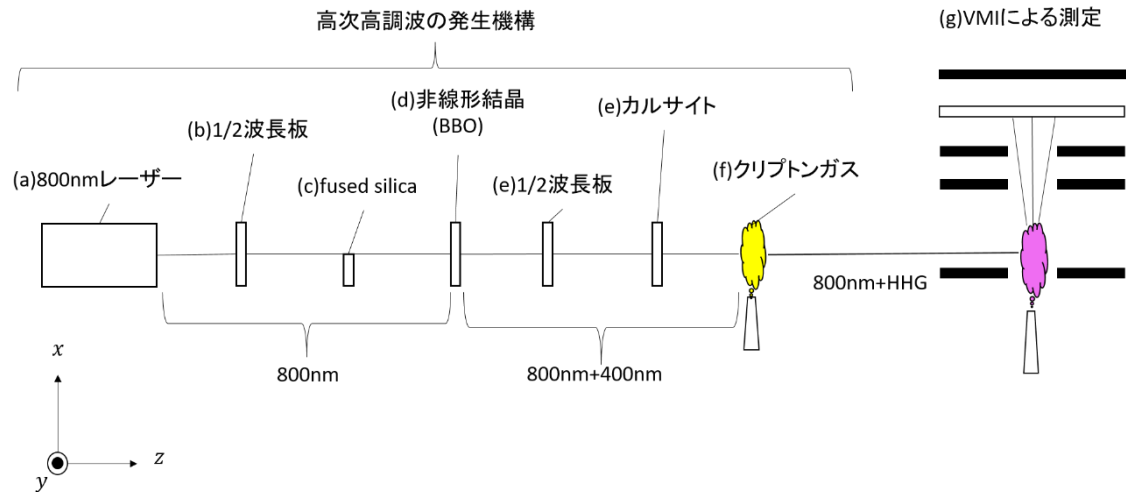 高次高調波の発生機構
(g)VMIによる測定
(d)非線形結晶
(BBO)
(e)カルサイト
(b)1/2波長板
(a)800nmレーザー
(c)fused silica
(e)1/2波長板
(f)クリプトンガス
800nm+HHG
800nm
800nm+400nm
x
z
y